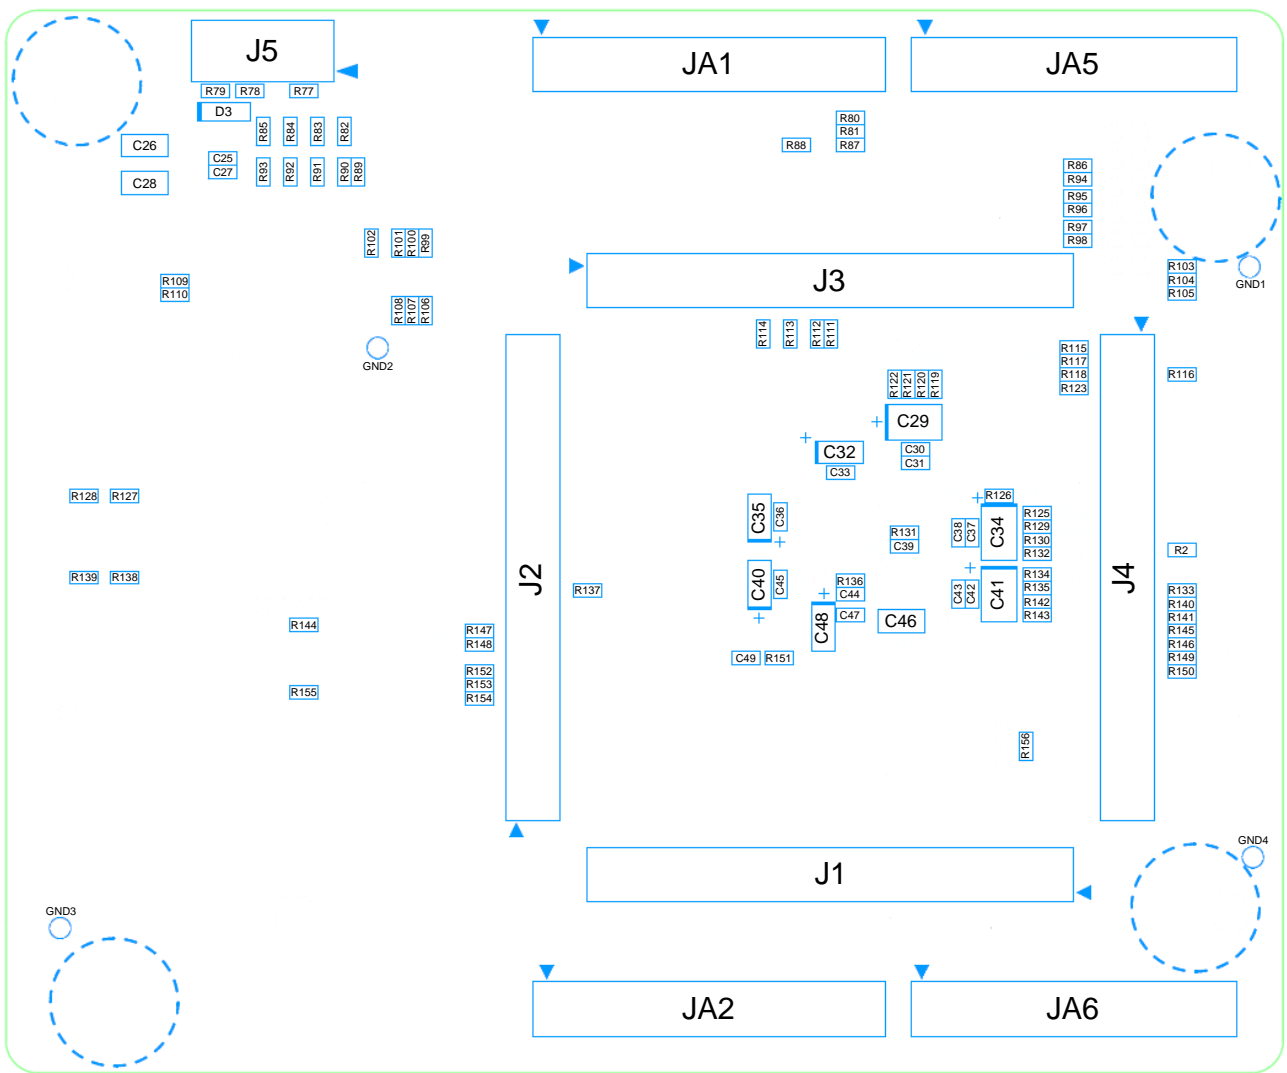 J5
JA1
JA5
R79 R78 R77
D3
R80
R81
R87
R88
R85 R84 R83 R82
C26
C25
C27
C28
R93 R92 R91 R90 R89
R86
R94
R95
R96
R97
R98
R102 R101 R100 R99
R103
R104
R105
GND1
J3
R109
R110
R108 R107 R106
GND2
R114 R113 R112 R111
R115
R117
R118
R123
R116
R122 R121 R120 R119
+ C29
+
C32
C30
C31
C33
R128 R127
C35 C36
+
R131
C39
+ R126
C38 C37 C34
R125
R129
R130
R132
R2
J2
J4
R139 R138
R137
C40 C45
+
R136
C44
+
C48
C47
C46
+
C43 C42 C41
R134
R135
R142
R143
R133
R140
R141
R145
R146
R149
R150
R144
R147
R148
C49 R151
R152
R153
R154
R155
R156
J1
GND4
GND3
JA2
JA6